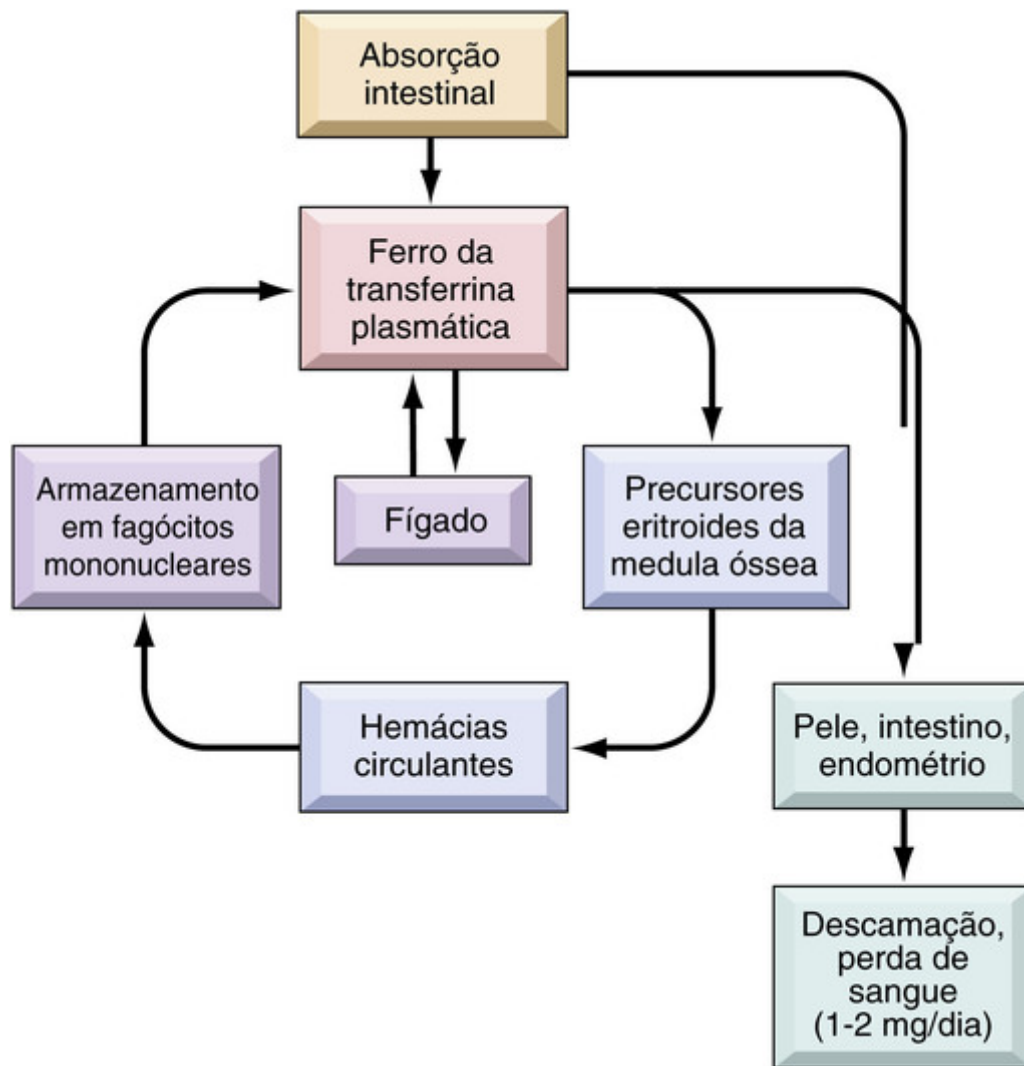 Absorção
intestinal
Ferro da
transferrina
plasmática
Armazenamento
em fagócitos
mononucleares
Fígado
Precursores
eritroides da
medula óssea
Hemácias
circulantes
Pele, intestino,
endométrio
Descamação,
perda de
sangue
(1-2 mg/dia)